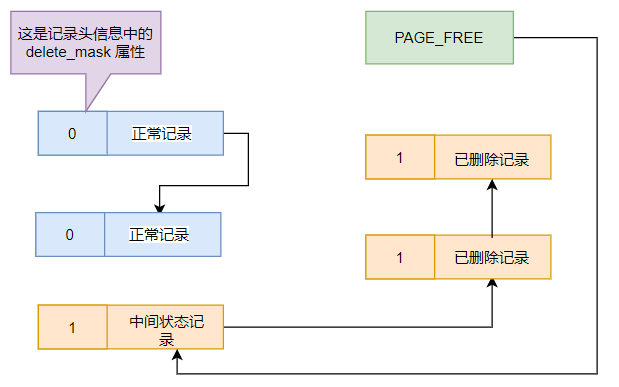 这是记录头信息中的
delete_mask 属性
PAGE_FREE
0
正常记录
1
已删除记录
0
正常记录
1
已删除记录
1
中间状态记
录